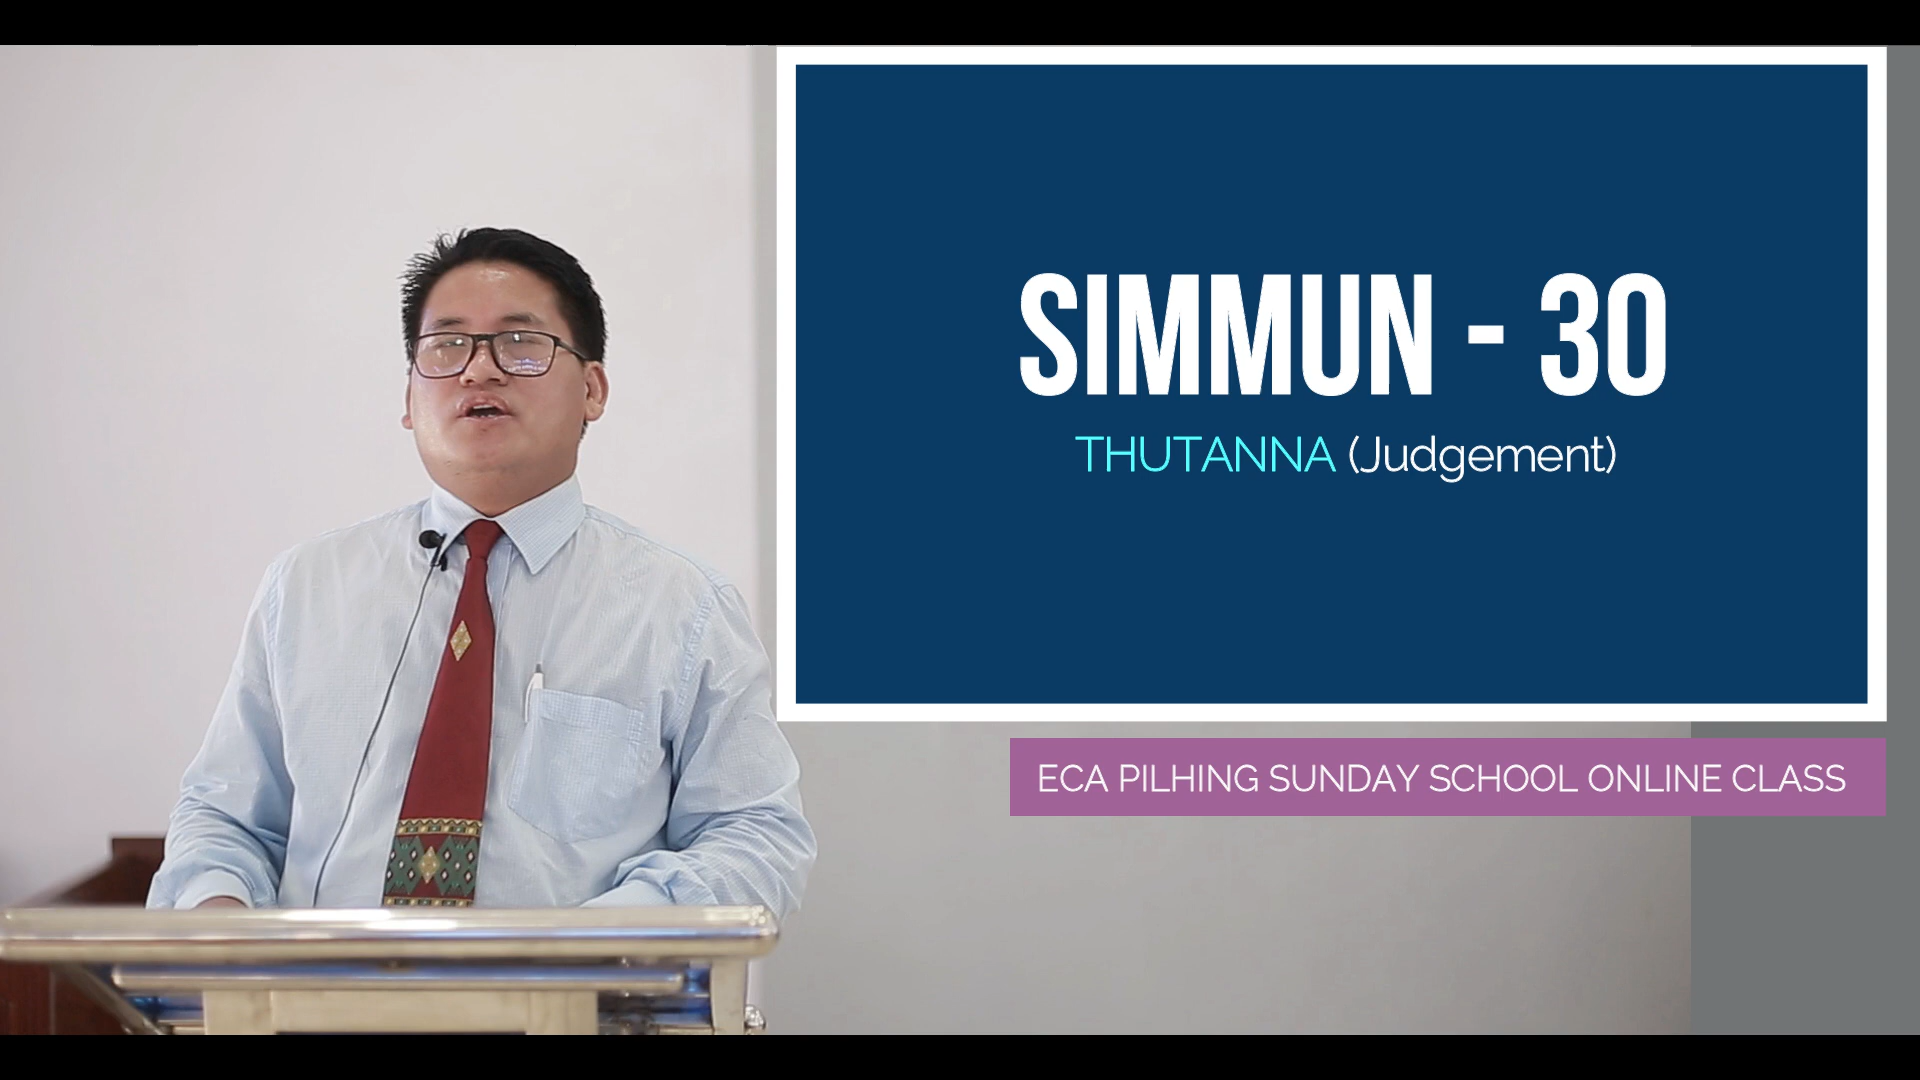 SIMMUN - 30
THUTANNA (Judgement)
ECA PILHING SUNDAY SCHOOL ONLINE CLASS